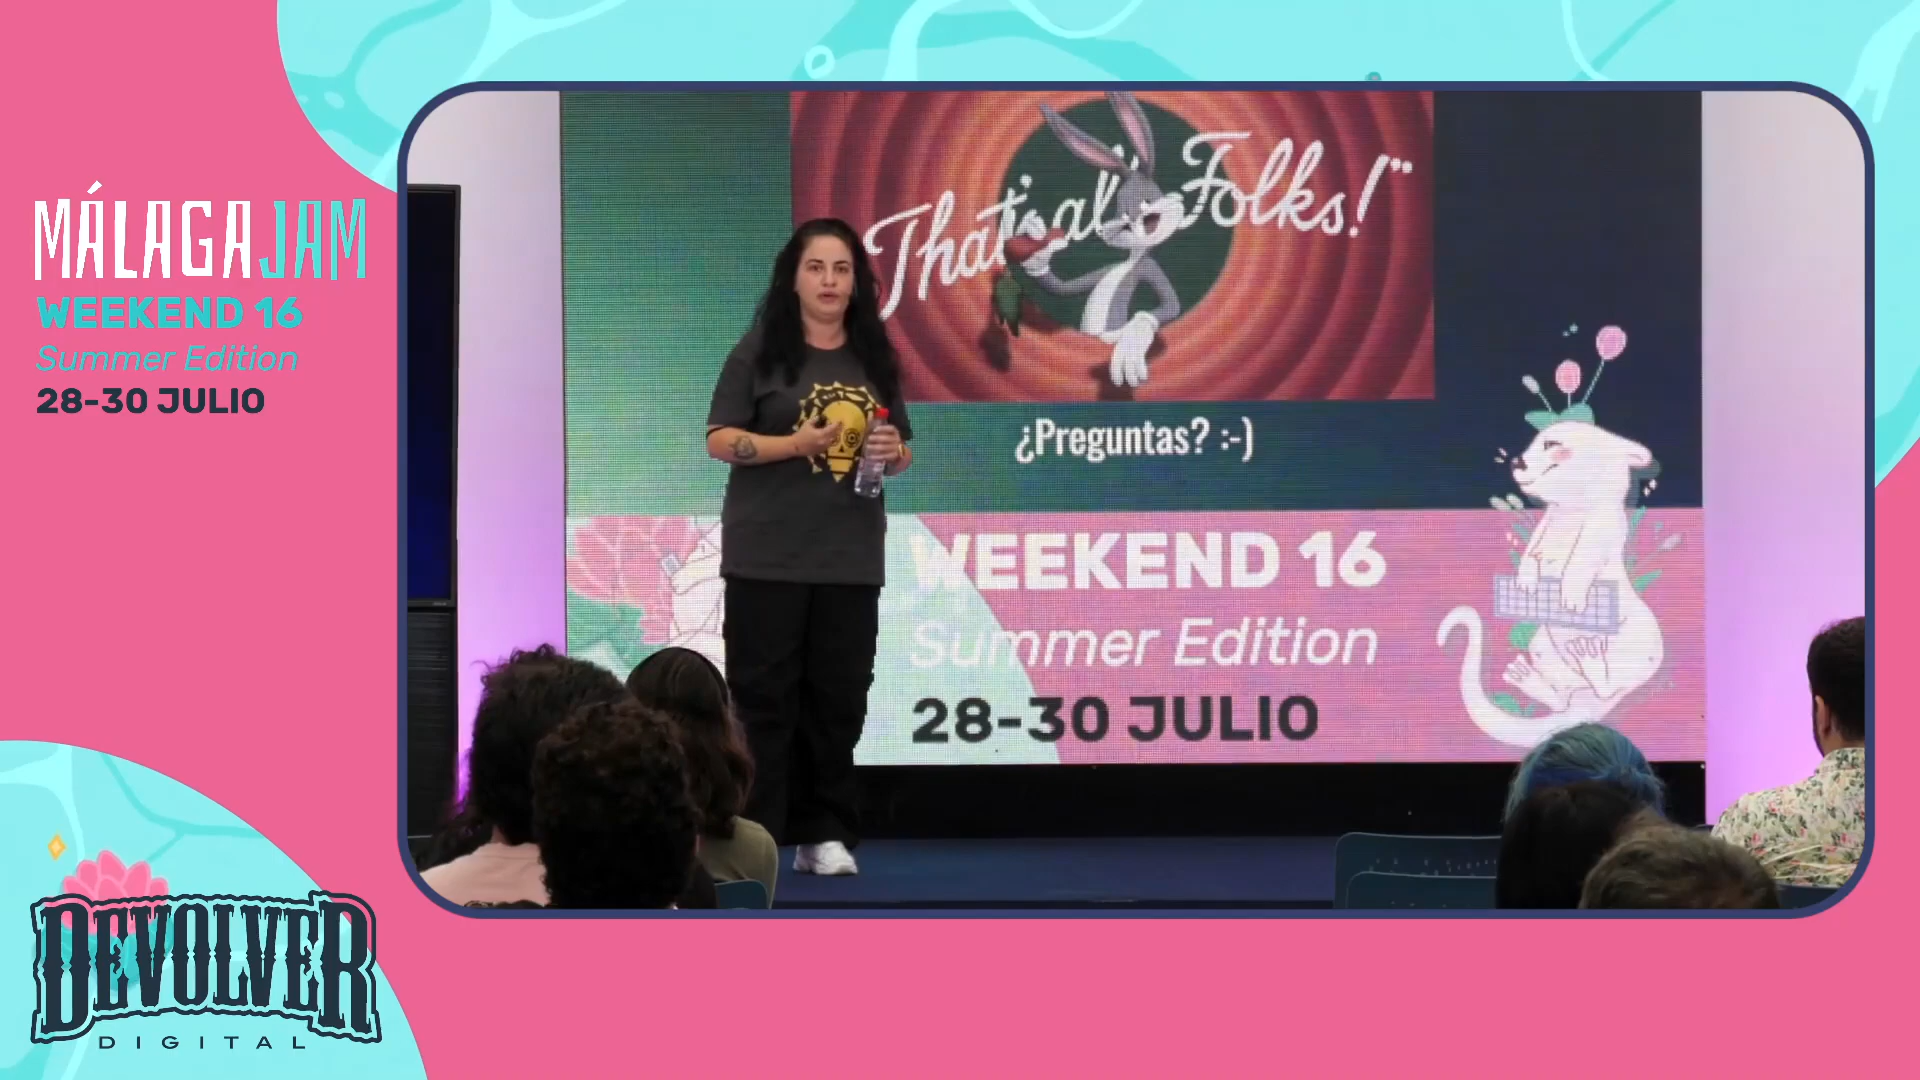 MÁLAGAJAM
WEEKEND 16
Summer Edition
28-30 JULIO
That's all Folks!"
¿Preguntas? :-)
WEEKEND 16
Summer Edition
28-30 JULIO
DEVOLVER
DIGITAL